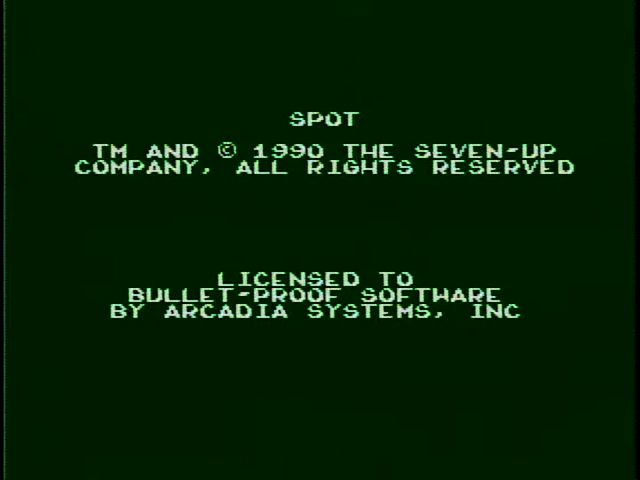 SPOT
TM AND © 1990 THE SEVEN-UP
COMPANY, ALL RIGHTS RESERVED
LICENSED TO
BULLET-PROOF SOFTWARE
BY ARCADIA SYSTEMS, INC